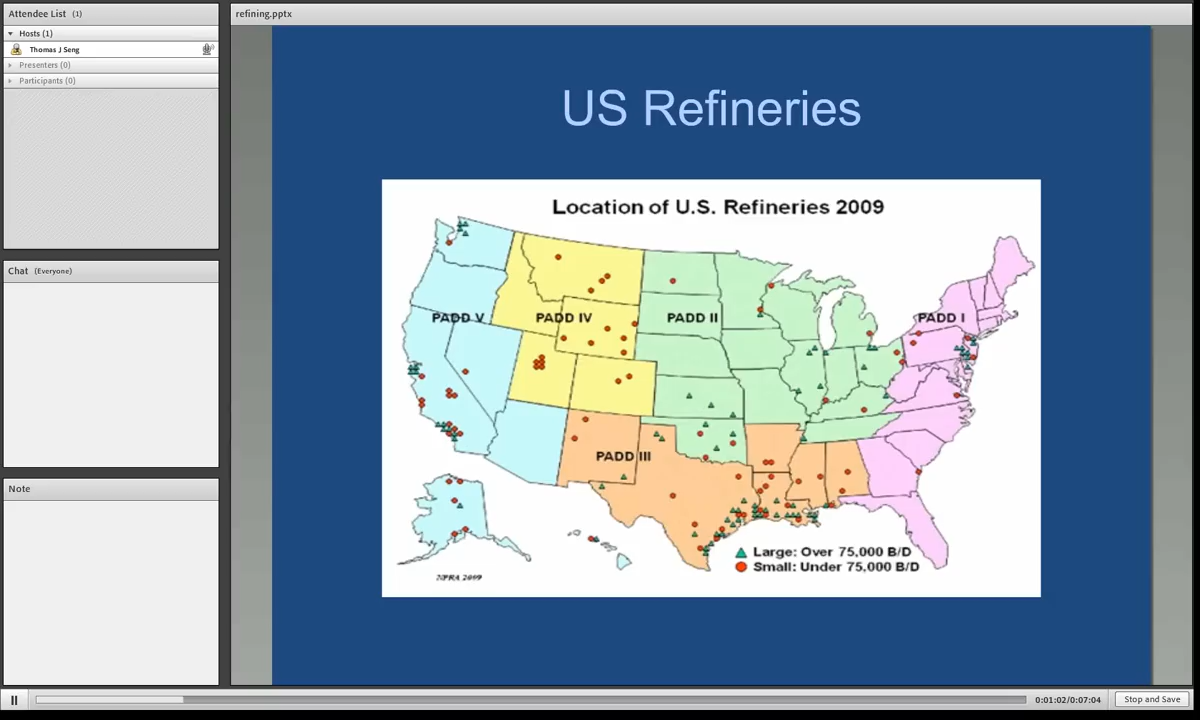 Attendee List (1)
Hosts (1)
Thomas J Seng
Presenters (0)
Participants (0)
Chat (Everyone)
Note
refining.pptx
US Refineries
Location of U.S. Refineries 2009
PADD V
PADD IV
PADD II
PADD I
PADD III
Large: Over 75,000 B/D
Small: Under 75,000 B/D
NPRA 2009
0:01:02/0:07:04
Stop and Save